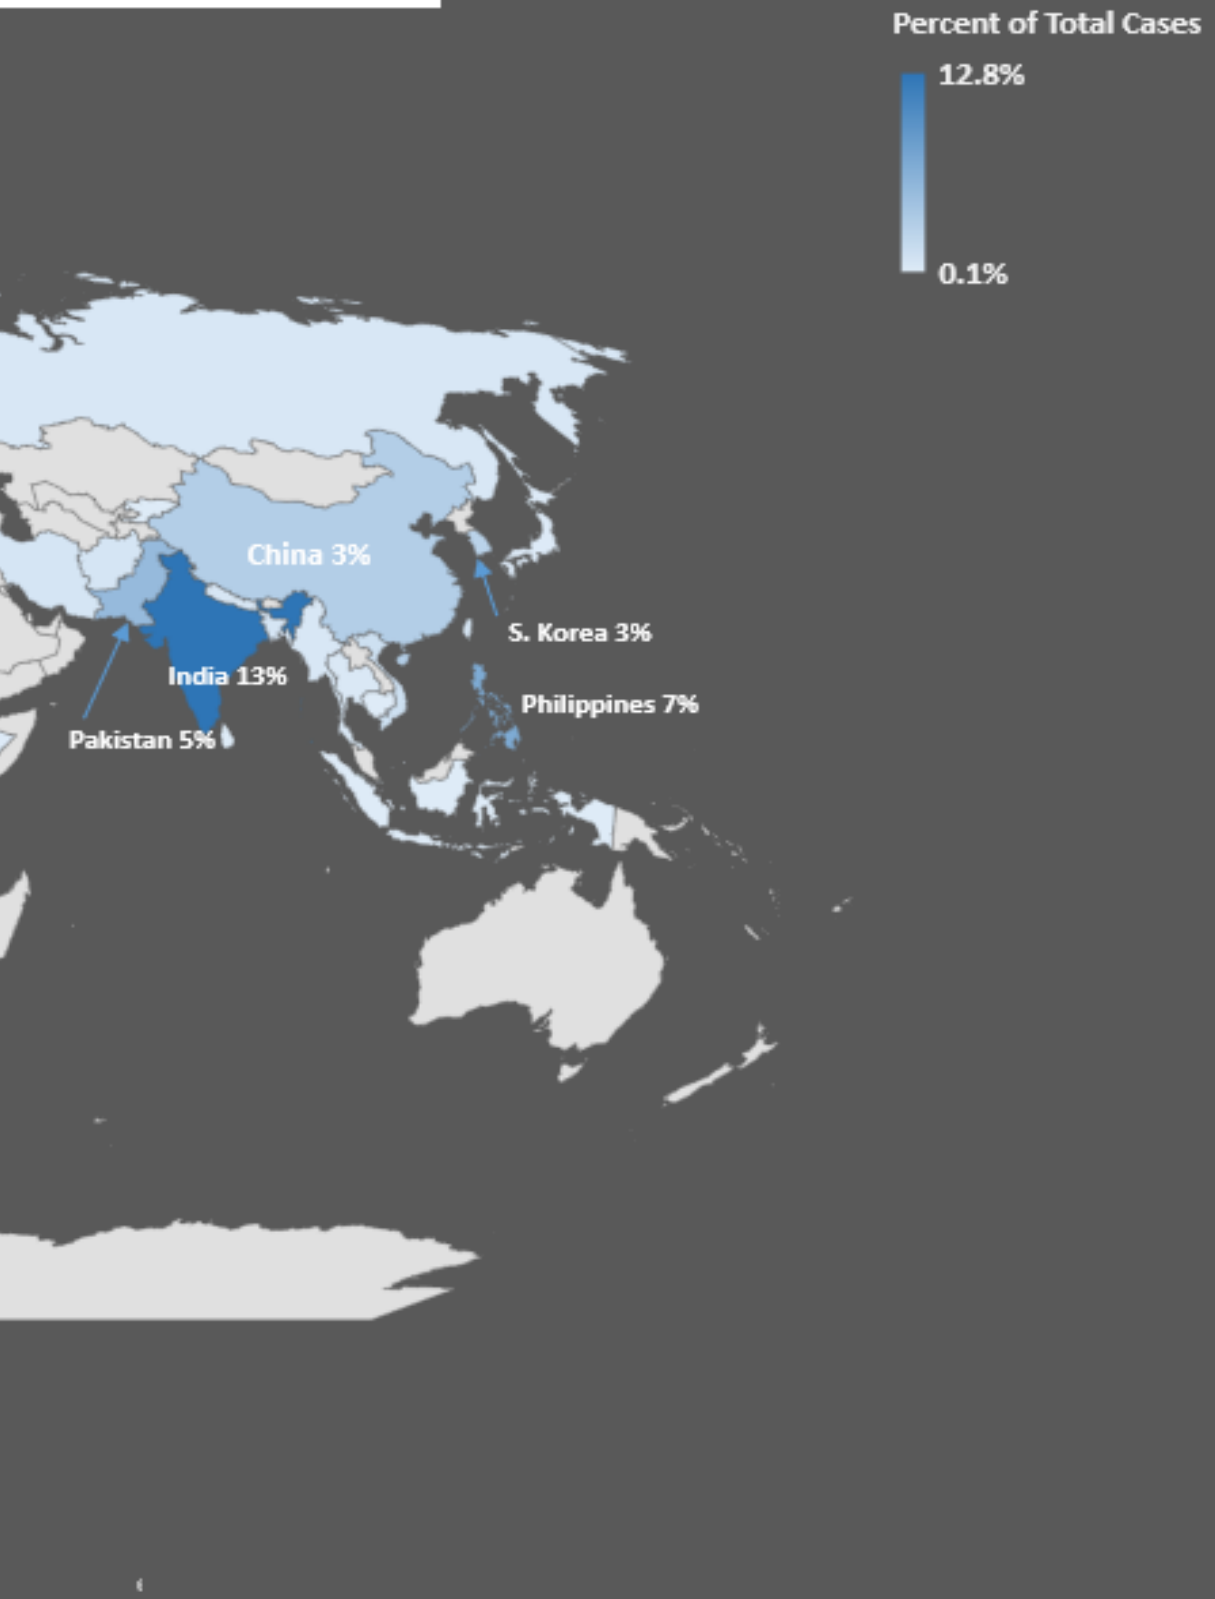 Percent of Total Cases
12.8%
0.1%
China 3%
S. Korea 3%
India 13%
Philippines 7%
Pakistan 5%